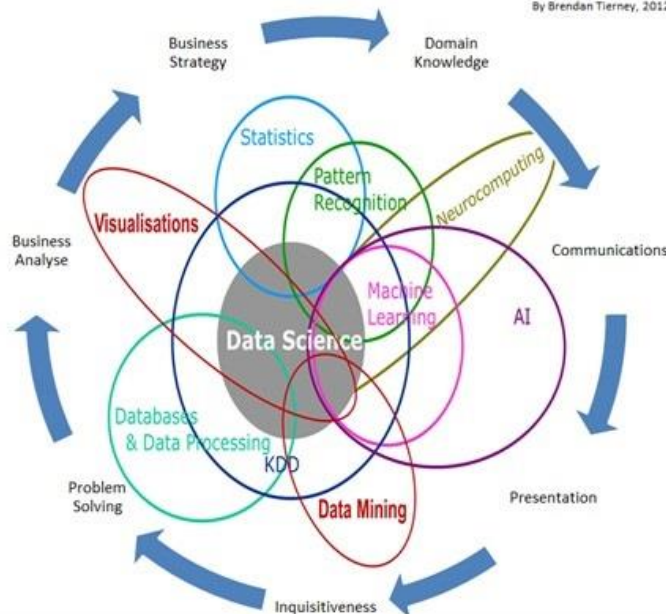 By Brendan Tierney, 2012
Business
Strategy
Domain
Knowledge
Statistics
Pattern
Recognition
Neurocomputing
Visualisations
Business
Analyse
Communications
Machine
Learning
AI
Data Science
Databases
& Data Processing
KDD
Problem
Solving
Data Mining
Presentation
Inquisitiveness